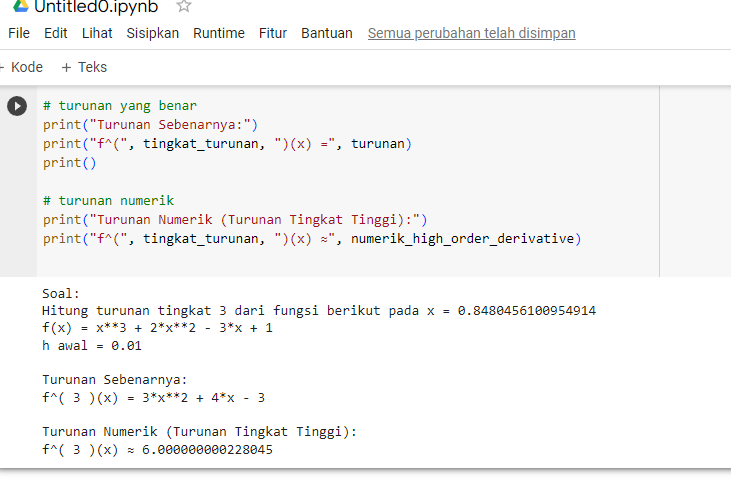 Untitled0.ipynb
File Edit Lihat Sisipkan Runtime Fitur Bantuan Semua perubahan telah disimpan
+ Kode + Teks
# turunan yang benar
print("Turunan Sebenarnya:")
print("f^(", tingkat_turunan, ")(x) =", turunan)
print()
# turunan numerik
print("Turunan Numerik (Turunan Tingkat Tinggi):")
print("f^(", tingkat_turunan, ")(x) ≈", numerik_high_order_derivative)
Soal:
Hitung turunan tingkat 3 dari fungsi berikut pada x = 0.8480456100954914
f(x) = x**3 + 2*x**2 - 3*x + 1
h awal = 0.01
Turunan Sebenarnya:
f^( 3 )(x) = 3*x**2 + 4*x - 3
Turunan Numerik (Turunan Tingkat Tinggi):
f^( 3 )(x) ≈ 6.000000000228045